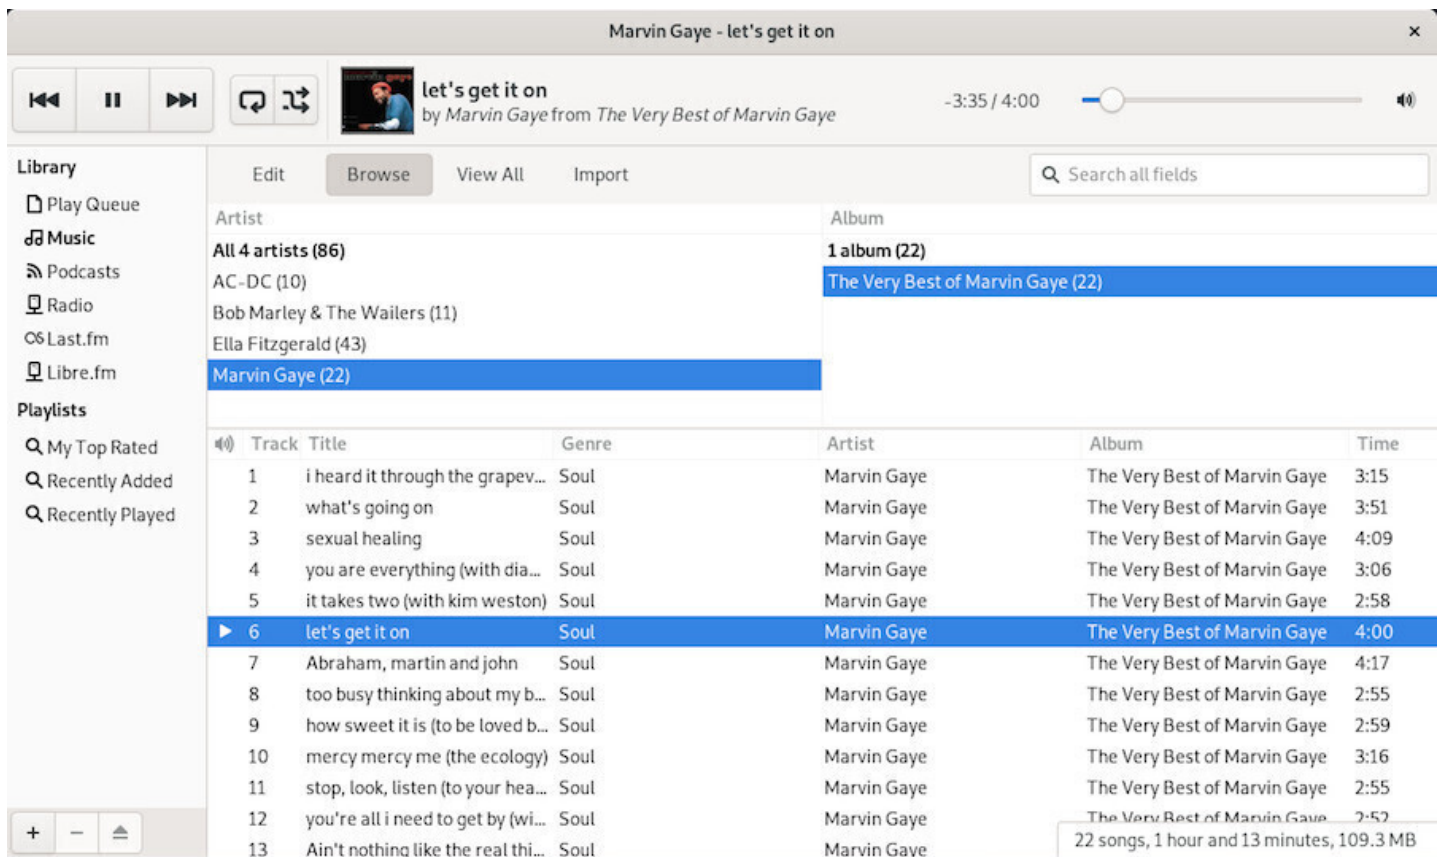 Marvin Gaye - let's get it on
let's get it on
by Marvin Gaye from The Very Best of Marvin Gaye
-3:35 / 4:00
Library
Play Queue
Music
Podcasts
Radio
Last.fm
Libre.fm
Playlists
My Top Rated
Recently Added
Recently Played
Edit Browse View All Import Search all fields
Artist Album
All 4 artists (86) 1 album (22)
AC-DC (10) The Very Best of Marvin Gaye (22)
Bob Marley & The Wailers (11)
Ella Fitzgerald (43)
Marvin Gaye (22)
Track Title Genre Artist Album Time
1 i heard it through the grapev... Soul Marvin Gaye The Very Best of Marvin Gaye 3:15
2 what's going on Soul Marvin Gaye The Very Best of Marvin Gaye 3:51
3 sexual healing Soul Marvin Gaye The Very Best of Marvin Gaye 4:09
4 you are everything (with dia... Soul Marvin Gaye The Very Best of Marvin Gaye 3:06
5 it takes two (with kim weston) Soul Marvin Gaye The Very Best of Marvin Gaye 2:58
6 let's get it on Soul Marvin Gaye The Very Best of Marvin Gaye 4:00
7 Abraham, martin and john Soul Marvin Gaye The Very Best of Marvin Gaye 4:17
8 too busy thinking about my b... Soul Marvin Gaye The Very Best of Marvin Gaye 2:55
9 how sweet it is (to be loved b... Soul Marvin Gaye The Very Best of Marvin Gaye 2:59
10 mercy mercy me (the ecology) Soul Marvin Gaye The Very Best of Marvin Gaye 3:16
11 stop, look, listen (to your hea... Soul Marvin Gaye The Very Best of Marvin Gaye 2:55
12 you're all i need to get by (wi... Soul Marvin Gaye The Very Best of Marvin Gaye 2:52
13 Ain't nothing like the real thi... Soul Marvin Gaye
22 songs, 1 hour and 13 minutes, 109.3 MB